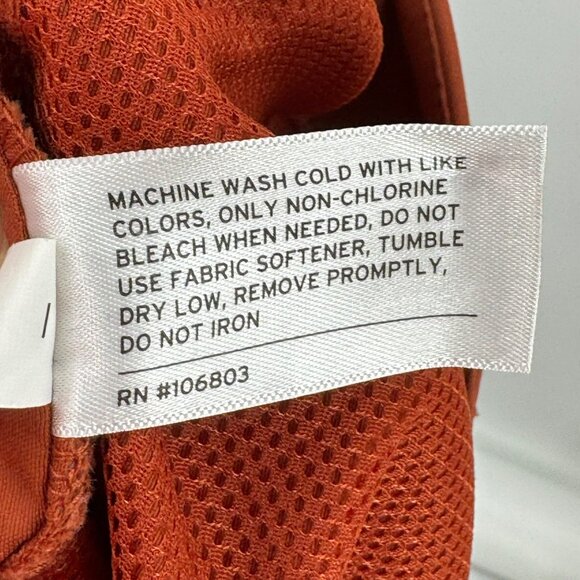 MACHINE WASH COLD WITH LIKE
COLORS, ONLY NON-CHLORINE
BLEACH WHEN NEEDED, DO NOT
USE FABRIC SOFTENER, TUMBLE
DRY LOW, REMOVE PROMPTLY,
DO NOT IRON
RN #106803